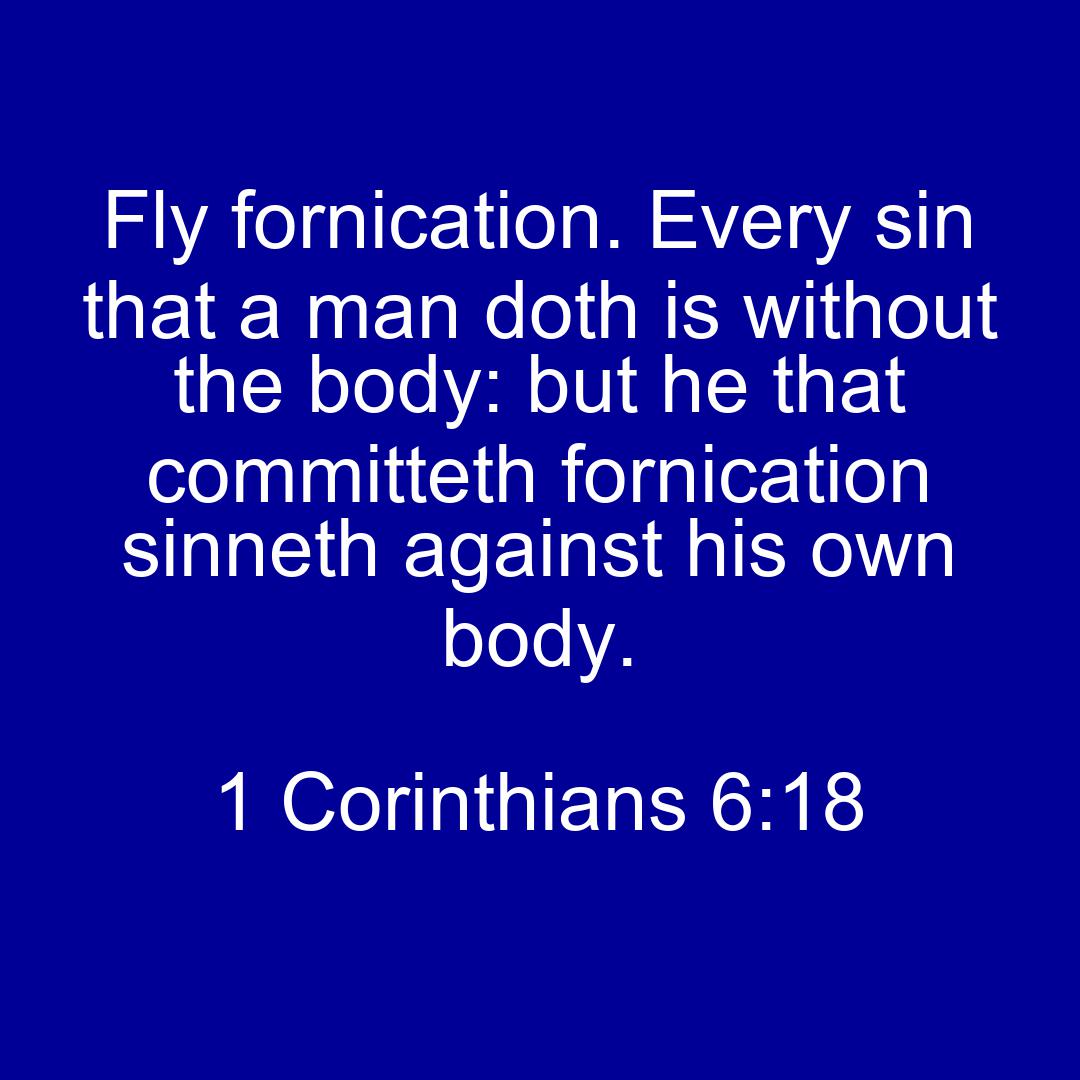 Fly fornication. Every sin
that a man doth is without
the body: but he that
committeth fornication
sinneth against his own
body.
1 Corinthians 6:18